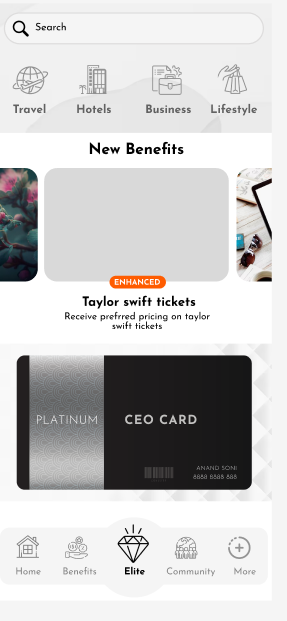 Search
Travel
Hotels
Business
Lifestyle
New Benefits
ENHANCED
Taylor swift tickets
Receive prefrred pricing on taylor
swift tickets
PLATINUM
CEO CARD
ANAND SONI
8888 8888 888
Home
Benefits
Elite
Community
More